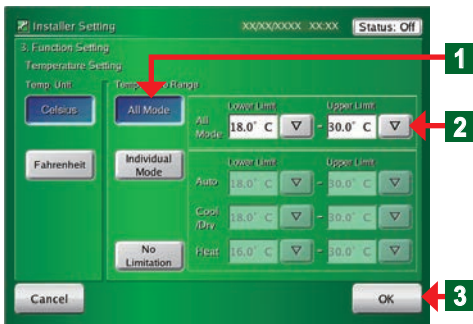 Installer Setting XX/XX/XXXX XX:XX Status: Off
3. Function Setting
Temperature Setting
Temp. Unit Temperature Range
Celsius All Mode Lower Limit Upper Limit
All Mode: 18.0° C ▽ - 30.0° C ▽
Fahrenheit Individual Mode Lower Limit Upper Limit
Auto 18.0° C ▽ - 30.0° C ▽
Cool /Dry 18.0° C ▽ - 30.0° C ▽
No Limitation Heat 16.0° C ▽ - 30.0° C ▽
Cancel OK
1
2
3